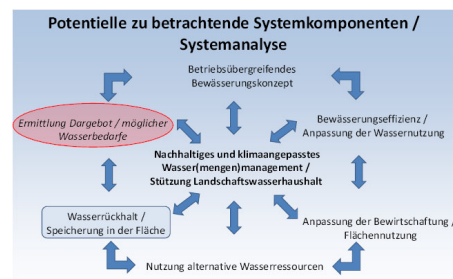 Potentielle zu betrachtende Systemkomponenten /
Systemanalyse
Betriebsübergreifendes
Bewässerungskonzept
Ermittlung Dargebot / möglicher
Wasserbedarfe
Bewässerungseffizienz /
Anpassung der Wassernutzung
Nachhaltiges und klimaangepasstes
Wasser(mengen)management /
Stützung Landschaftswasserhaushalt
Wasserrückhalt /
Speicherung in der Fläche
Anpassung der Bewirtschaftung /
Flächennutzung
Nutzung alternative Wasserressourcen